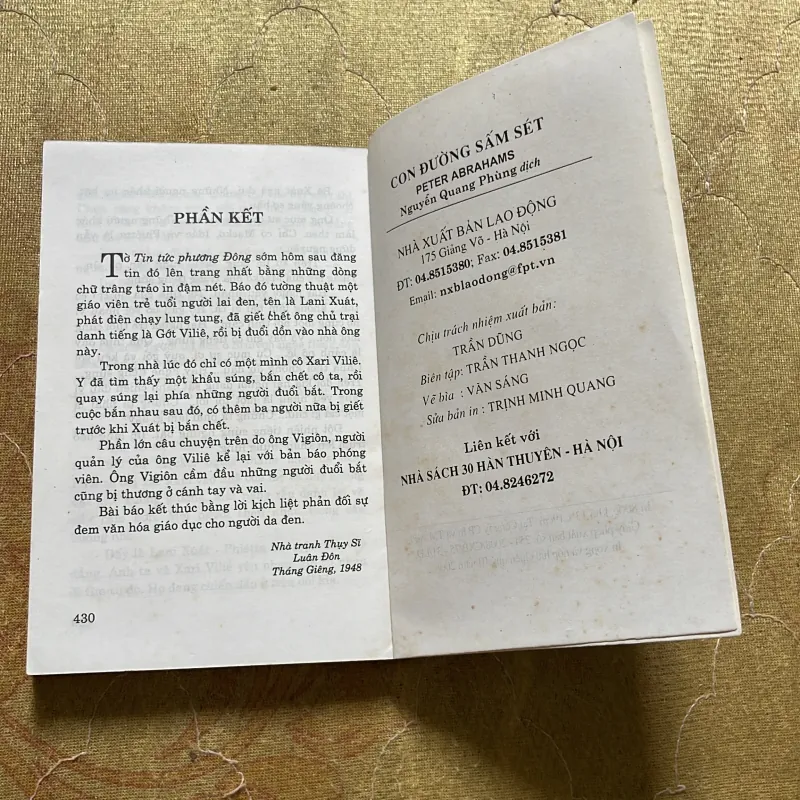 PHẦN KẾT
Tờ Tin tức phương Đông sớm hôm sau đăng
tin đó lên trang nhất bằng những dòng
chữ trâng tráo in đậm nét. Báo đó tường thuật một
giáo viên trẻ tuổi người lai đen, tên là Lani Xuát,
phát điên chạy lung tung, đã giết chết ông chủ trại
danh tiếng là Gớt Viliê, rồi bị đuổi dồn vào nhà ông
này.
Trong nhà lúc đó chỉ có một mình cô Xari Viliê.
Y đã tìm thấy một khẩu súng, bắn chết cô ta, rồi
quay súng lại phía những người đuổi bắt. Trong
cuộc bắn nhau sau đó, có thêm ba người nữa bị giết
trước khi Xuát bị bắn chết.
Phần lớn câu chuyện trên do ông Vigiôn, người
quản lý của ông Viliê kể lại với bản báo phóng
viên. Ông Vigiôn cầm đầu những người đuổi bắt
cũng bị thương ở cánh tay và vai.
Bài báo kết thúc bằng lời kịch liệt phản đối sự
đem văn hóa giáo dục cho người da đen.
Nhà tranh Thụy Sĩ
Luân Đôn
Tháng Giêng, 1948
430
CON ĐƯỜNG SẤM SÉT
PETER ABRAHAMS
Nguyễn Quang Phùng dịch
NHÀ XUẤT BẢN LAO ĐỘNG
175 Giảng Võ - Hà Nội
ĐT: 04.8515380; Fax: 04.8515381
Email: nxblaodong@fpt.vn
Chịu trách nhiệm xuất bản:
TRẦN DŨNG
Biên tập: TRẦN THANH NGỌC
Vẽ bìa : VĂN SÁNG
Sửa bản in : TRỊNH MINH QUANG
Liên kết với
NHÀ SÁCH 30 HÀN THUYÊN - HÀ NỘI
ĐT: 04.8246272